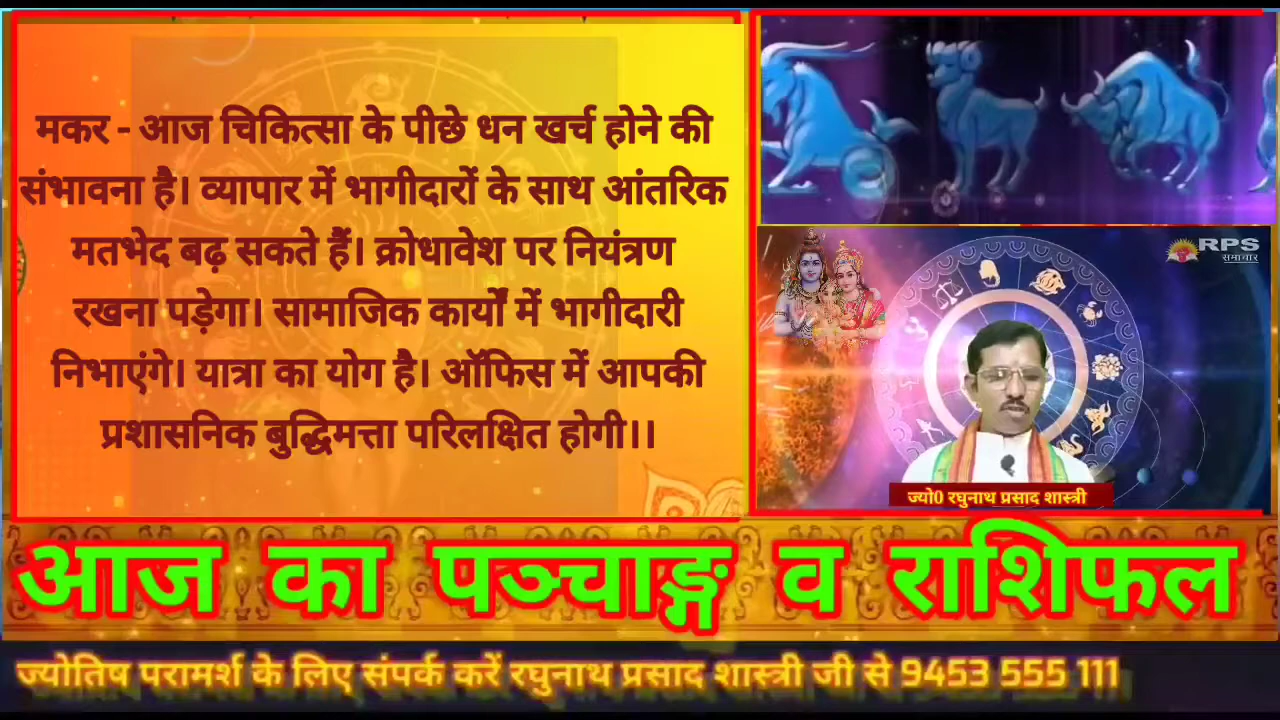 मकर - आज चिकित्सा के पीछे धन खर्च होने की
संभावना है। व्यापार में भागीदारों के साथ आंतरिक
मतभेद बढ़ सकते हैं। क्रोधावेश पर नियंत्रण
रखना पड़ेगा। सामाजिक कार्यों में भागीदारी
निभाएंगे। यात्रा का योग है। ऑफिस में आपकी
प्रशासनिक बुद्धिमत्ता परिलक्षित होगी।।
RPS
समाचार
ज्यो0 रघुनाथ प्रसाद शास्त्री
आज का पञ्चाङ्ग व राशिफल
ज्योतिष परामर्श के लिए संपर्क करें रघुनाथ प्रसाद शास्त्री जी से 9453 555 111